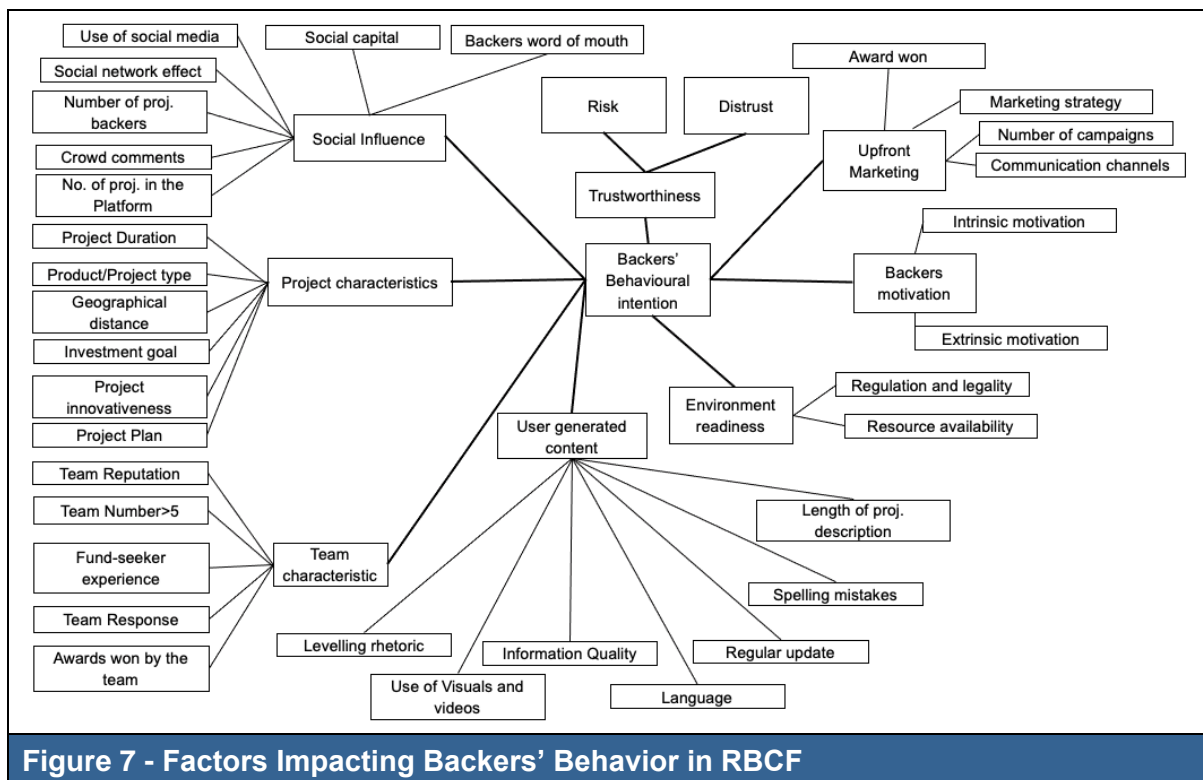 Use of social media
Social capital
Backers word of mouth
Social network effect
Number of proj.
backers
Crowd comments
No. of proj. in the
Platform
Social Influence
Risk
Distrust
Trustworthiness
Award won
Marketing strategy
Number of campaigns
Communication channels
Upfront
Marketing
Project Duration
Product/Project type
Geographical
distance
Investment goal
Project
innovativeness
Project Plan
Project characteristics
Backers'
Behavioural
intention
Intrinsic motivation
Backers
motivation
Extrinsic motivation
Environment
readiness
Regulation and legality
Resource availability
User generated
content
Team Reputation
Team Number>5
Fund-seeker
experience
Team Response
Awards won by the
team
Team
characteristic
Length of proj.
description
Spelling mistakes
Levelling rhetoric
Information Quality
Regular update
Use of Visuals and
videos
Language
Figure 7 - Factors Impacting Backers' Behavior in RBCF